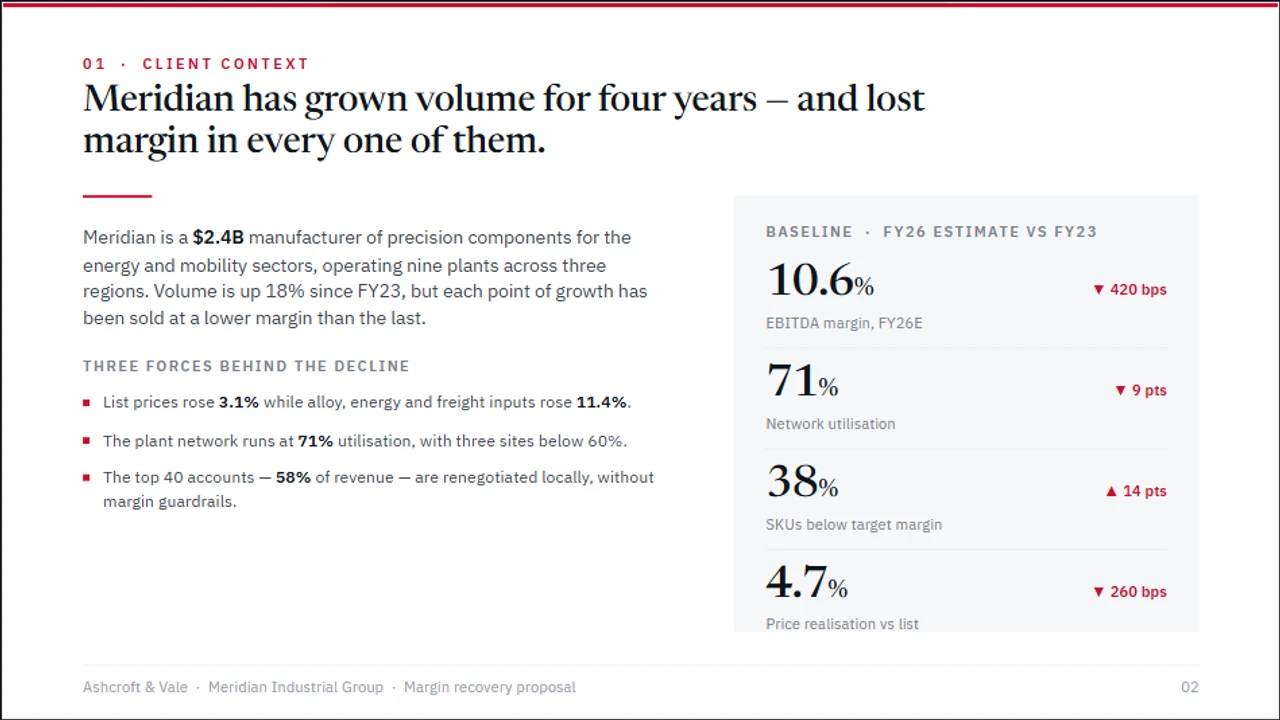 01 · CLIENT CONTEXT
Meridian has grown volume for four years – and lost
margin in every one of them.
Meridian is a $2.4B manufacturer of precision components for the
energy and mobility sectors, operating nine plants across three
regions. Volume is up 18% since FY23, but each point of growth has
been sold at a lower margin than the last.
THREE FORCES BEHIND THE DECLINE
▪ List prices rose 3.1% while alloy, energy and freight inputs rose 11.4%.
▪ The plant network runs at 71% utilisation, with three sites below 60%.
▪ The top 40 accounts — 58% of revenue — are renegotiated locally, without
margin guardrails.
BASELINE · FY26 ESTIMATE VS FY23
10.6% ▼ 420 bps
EBITDA margin, FY26E
71% ▼ 9 pts
Network utilisation
38% ▲ 14 pts
SKUs below target margin
4.7% ▼ 260 bps
Price realisation vs list
Ashcroft & Vale · Meridian Industrial Group · Margin recovery proposal
02